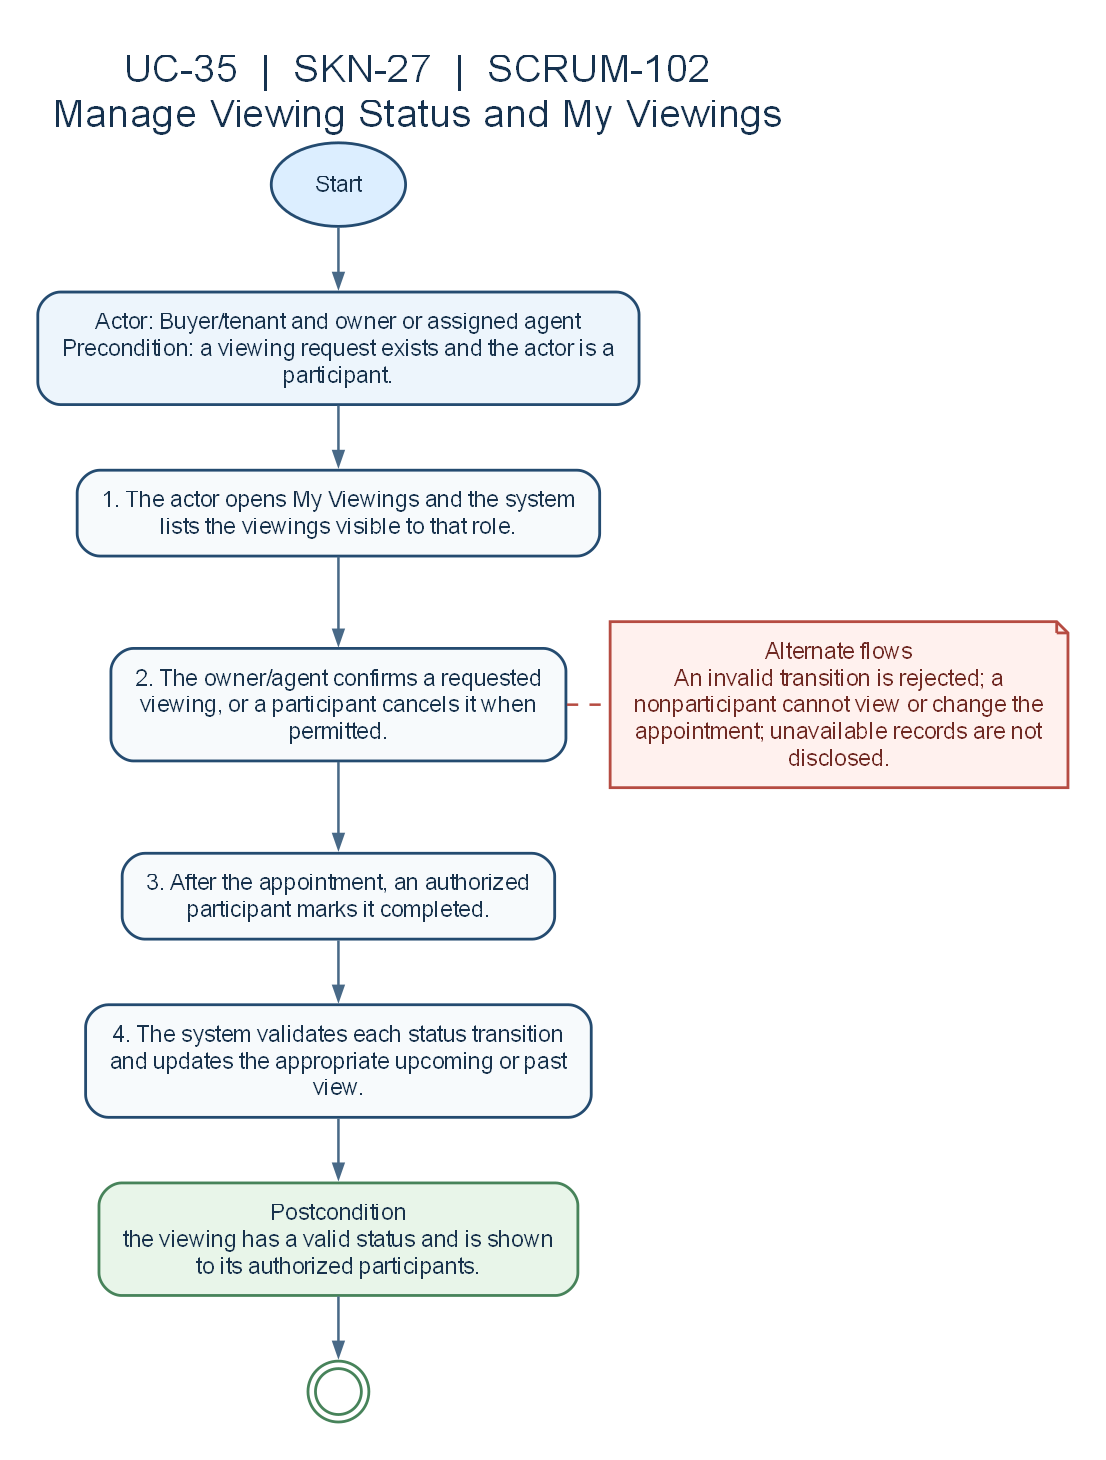 UC-35 | SKN-27 | SCRUM-102
Manage Viewing Status and My Viewings
Start
Actor: Buyer/tenant and owner or assigned agent
Precondition: a viewing request exists and the actor is a
participant.
1. The actor opens My Viewings and the system
lists the viewings visible to that role.
2. The owner/agent confirms a requested
viewing, or a participant cancels it when
permitted.
Alternate flows
An invalid transition is rejected; a
nonparticipant cannot view or change the
appointment; unavailable records are not
disclosed.
3. After the appointment, an authorized
participant marks it completed.
4. The system validates each status transition
and updates the appropriate upcoming or past
view.
Postcondition
the viewing has a valid status and is shown
to its authorized participants.